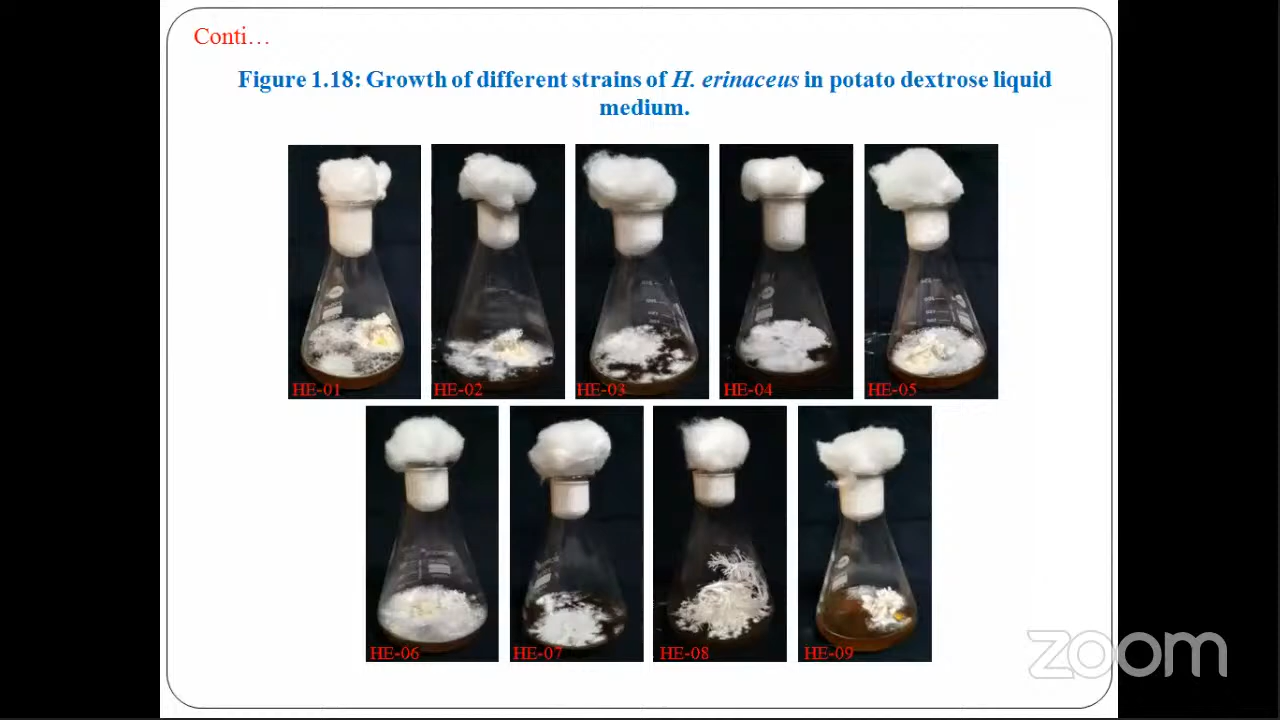 Conti…
Figure 1.18: Growth of different strains of H. erinaceus in potato dextrose liquid
medium.
HE-01
HE-02
HE-03
HE-04
HE-05
HE-06
HE-07
HE-08
HE-09
zoom